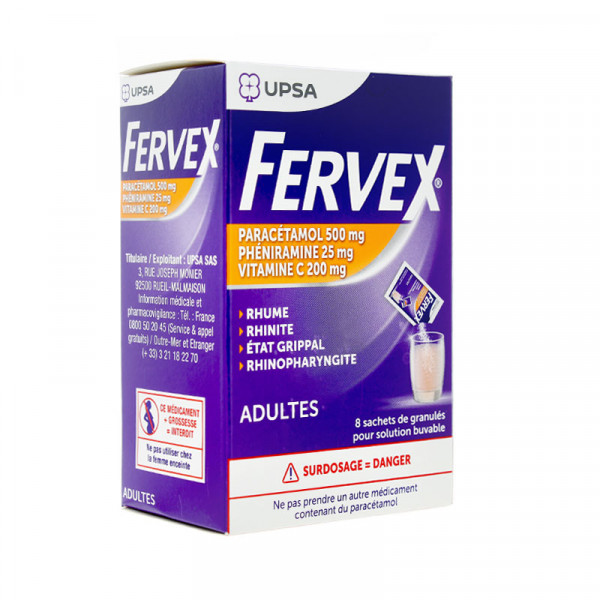 UPSA
FERVEX®
PARACÉTAMOL 500 mg
PHÉNIRAMINE 25 mg
VITAMINE C 200 mg
Titulaire / Exploitant : UPSA SAS
3, RUE JOSEPH MONIER
92500 RUEIL-MALMAISON
Information médicale et
pharmacovigilance : Tél. : France
0800 50 20 45 (Service & appel
gratuits) / Outre-Mer et Etranger
(+ 33) 3 21 18 22 70
CE MÉDICAMENT
+ GROSSESSE
= INTERDIT
Ne pas utiliser chez
la femme enceinte
ADULTES
UPSA
FERVEX®
PARACÉTAMOL 500 mg
PHÉNIRAMINE 25 mg
VITAMINE C 200 mg
RHUME
RHINITE
ÉTAT GRIPPAL
RHINOPHARYNGITE
FERVEX
ADULTES
8 sachets de granulés
pour solution buvable
SURDOSAGE = DANGER
Ne pas prendre un autre médicament
contenant du paracétamol